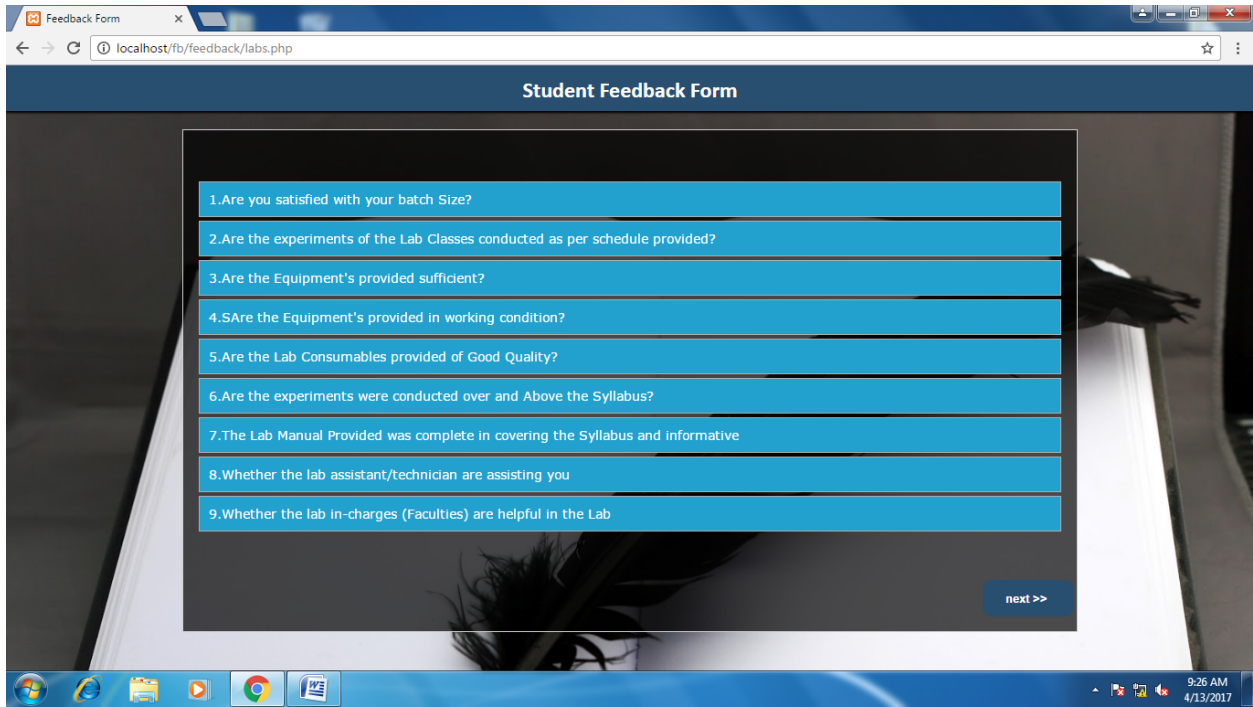 Feedback Form
localhost/fb/feedback/labs.php
Student Feedback Form
1.Are you satisfied with your batch Size?
2.Are the experiments of the Lab Classes conducted as per schedule provided?
3.Are the Equipment's provided sufficient?
4.SAre the Equipment's provided in working condition?
5.Are the Lab Consumables provided of Good Quality?
6.Are the experiments were conducted over and Above the Syllabus?
7.The Lab Manual Provided was complete in covering the Syllabus and informative
8.Whether the lab assistant/technician are assisting you
9.Whether the lab in-charges (Faculties) are helpful in the Lab
next >>
9:26 AM
4/13/2017